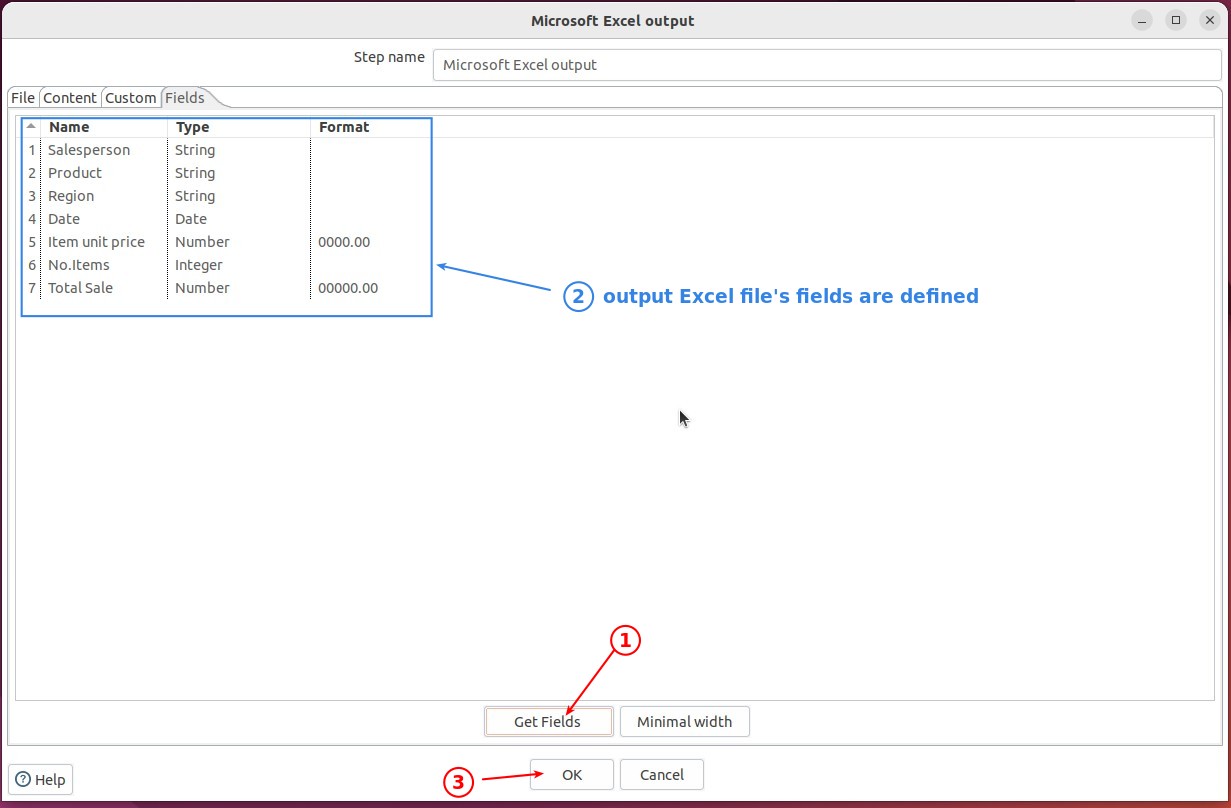 Microsoft Excel output
Step name Microsoft Excel output
File Content Custom Fields
Name Type Format
1 Salesperson String
2 Product String
3 Region String
4 Date Date
5 Item unit price Number 0000.00
6 No.Items Integer
7 Total Sale Number 00000.00
2 output Excel file's fields are defined
1
Get Fields Minimal width
3 OK Cancel
? Help